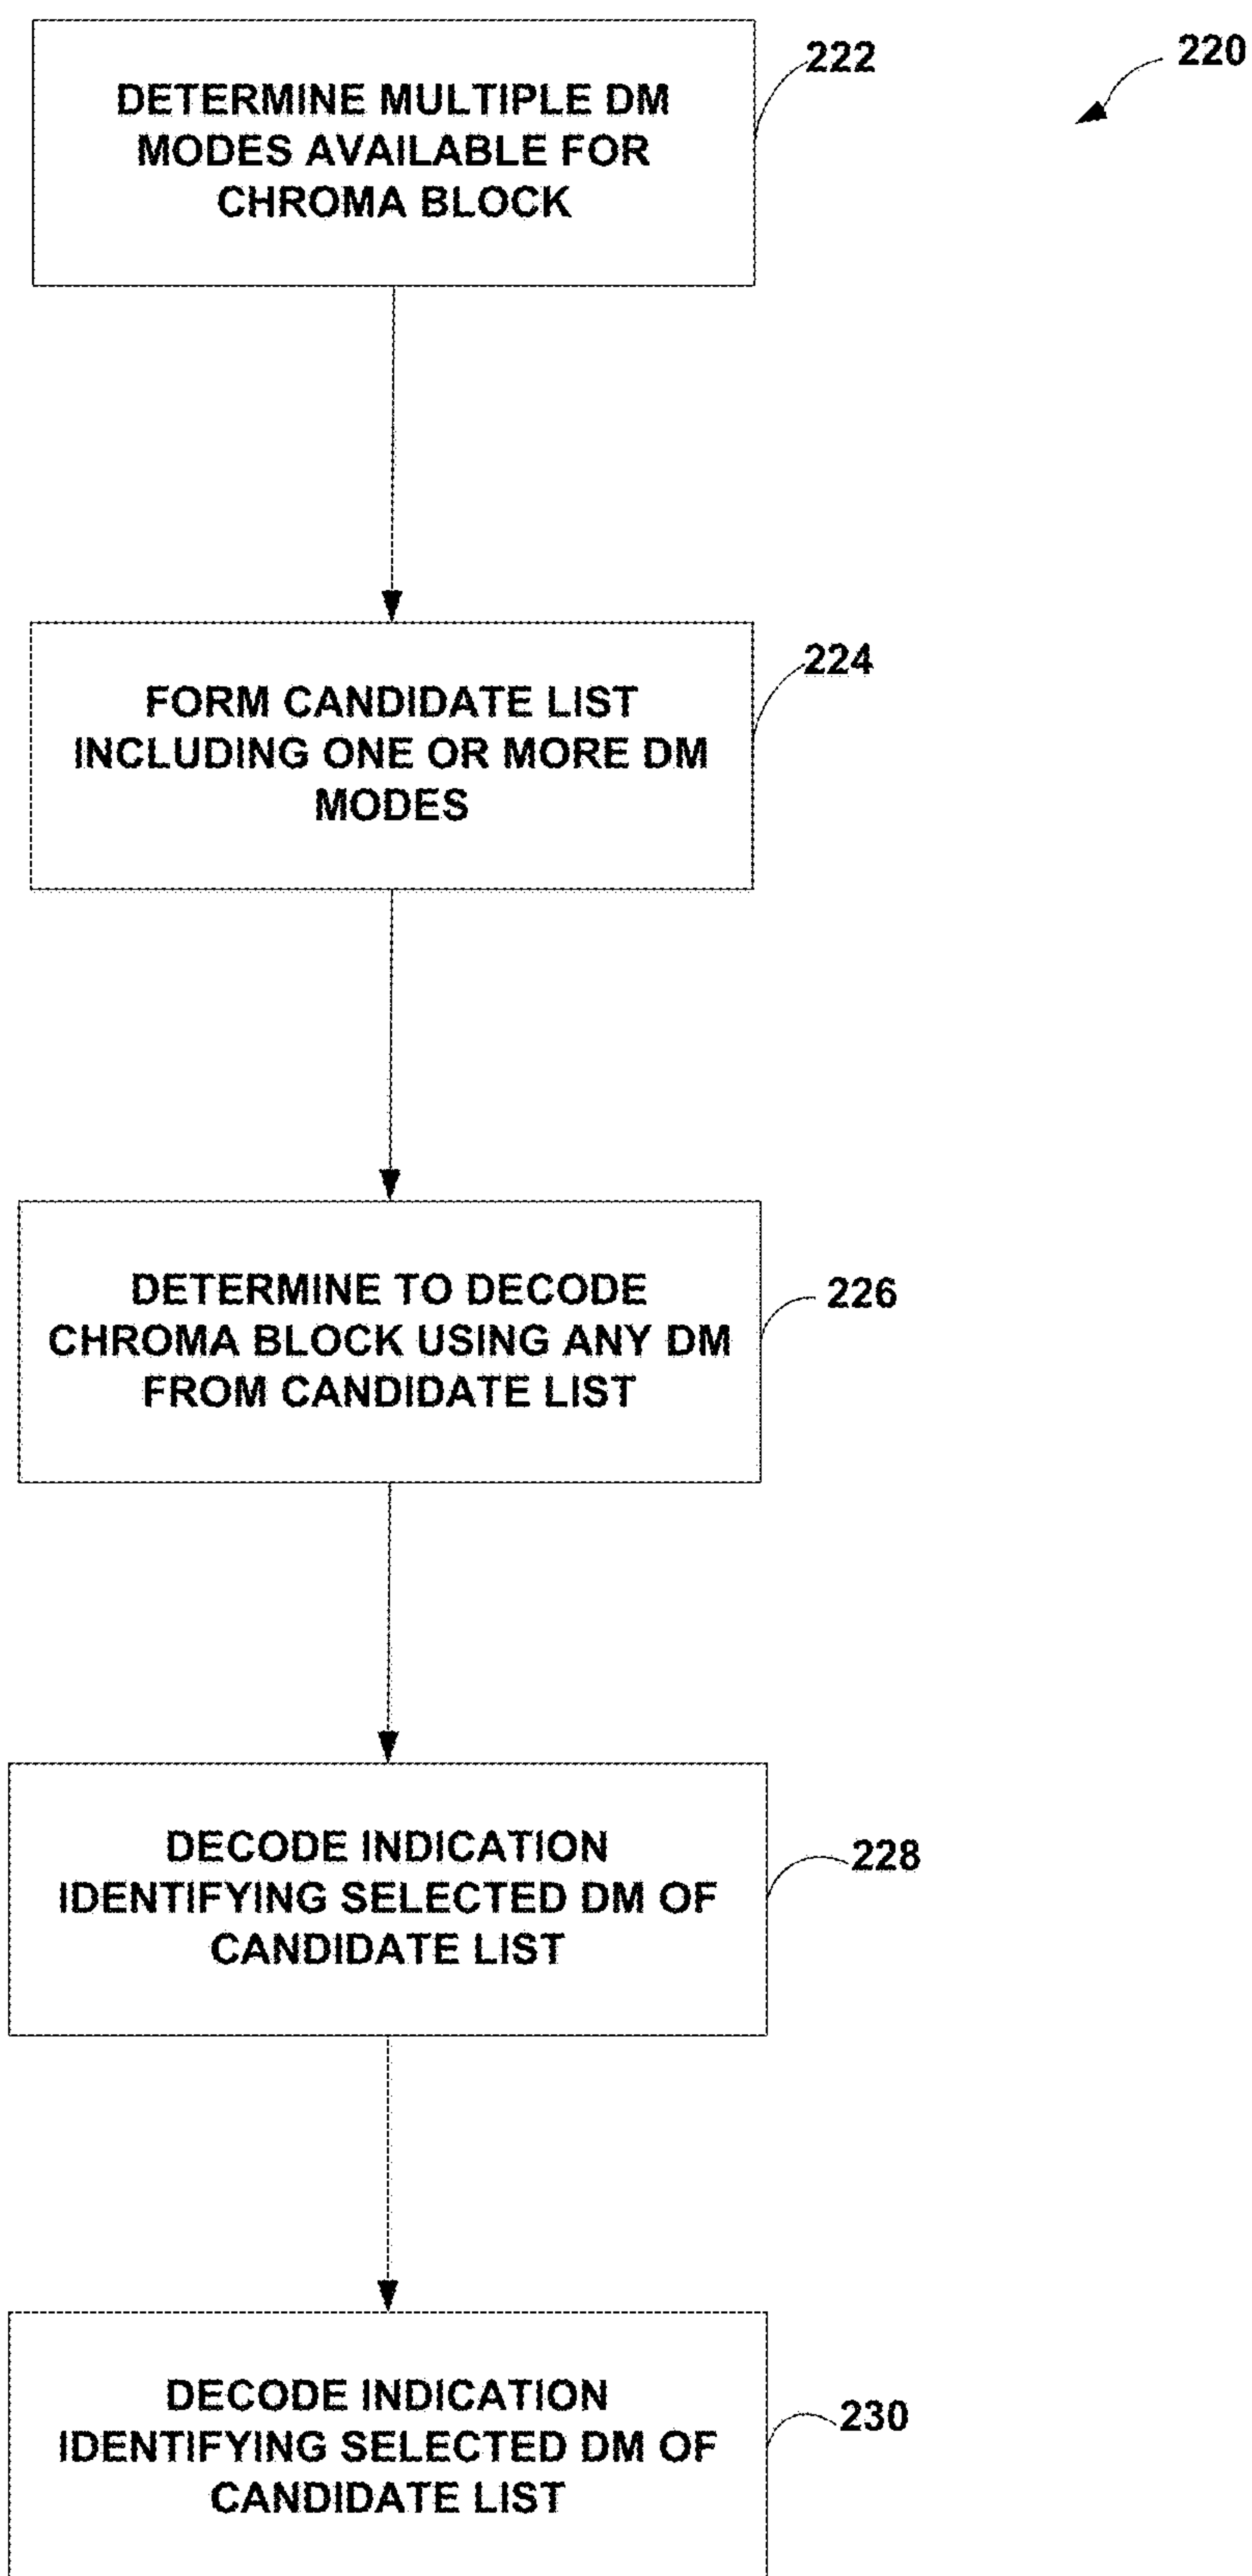 220
DETERMINE MULTIPLE DM
MODES AVAILABLE FOR
CHROMA BLOCK
222
FORM CANDIDATE LIST
INCLUDING ONE OR MORE DM
MODES
224
DETERMINE TO DECODE
CHROMA BLOCK USING ANY DM
FROM CANDIDATE LIST
226
DECODE INDICATION
IDENTIFYING SELECTED DM OF
CANDIDATE LIST
228
DECODE INDICATION
IDENTIFYING SELECTED DM OF
CANDIDATE LIST
230